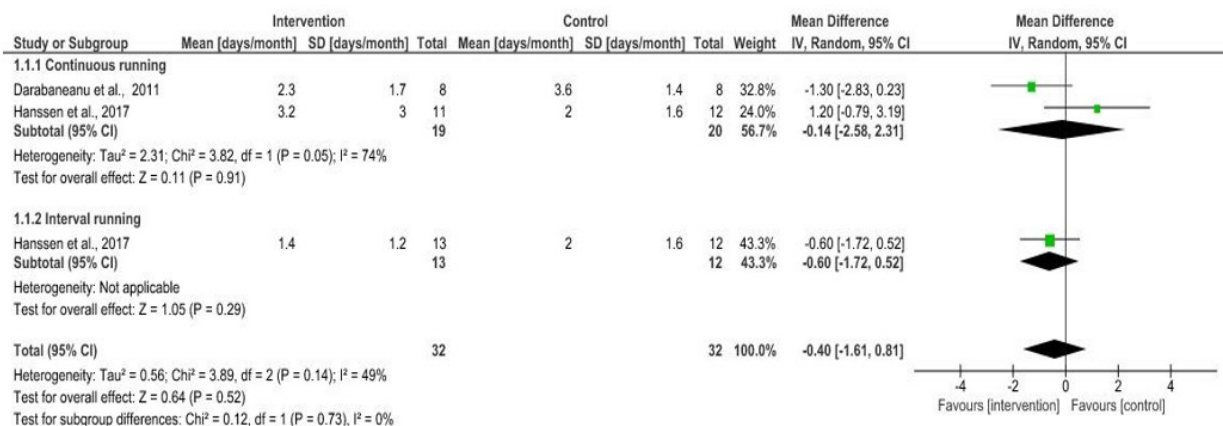 Intervention Control Mean Difference Mean Difference
Study or Subgroup Mean [days/month] SD [days/month] Total Mean [days/month] SD [days/month] Total Weight IV, Random, 95% CI IV, Random, 95% CI
1.1.1 Continuous running
Darabaneanu et al., 2011 2.3 1.7 8 3.6 1.4 8 32.8% -1.30 [-2.83, 0.23]
Hanssen et al., 2017 3.2 3 11 2 1.6 12 24.0% 1.20 [-0.79, 3.19]
Subtotal (95% CI) 19 20 56.7% -0.14 [-2.58, 2.31]
Heterogeneity: Tau² = 2.31; Chi² = 3.82, df = 1 (P = 0.05); I² = 74%
Test for overall effect: Z = 0.11 (P = 0.91)
1.1.2 Interval running
Hanssen et al., 2017 1.4 1.2 13 2 1.6 12 43.3% -0.60 [-1.72, 0.52]
Subtotal (95% CI) 13 12 43.3% -0.60 [-1.72, 0.52]
Heterogeneity: Not applicable
Test for overall effect: Z = 1.05 (P = 0.29)
Total (95% CI) 32 32 100.0% -0.40 [-1.61, 0.81]
Heterogeneity: Tau² = 0.56; Chi² = 3.89, df = 2 (P = 0.14); I² = 49%
Test for overall effect: Z = 0.64 (P = 0.52)
Test for subgroup differences: Chi² = 0.12, df = 1 (P = 0.73), I² = 0%
-4 -2 0 2 4
Favours [intervention] Favours [control]